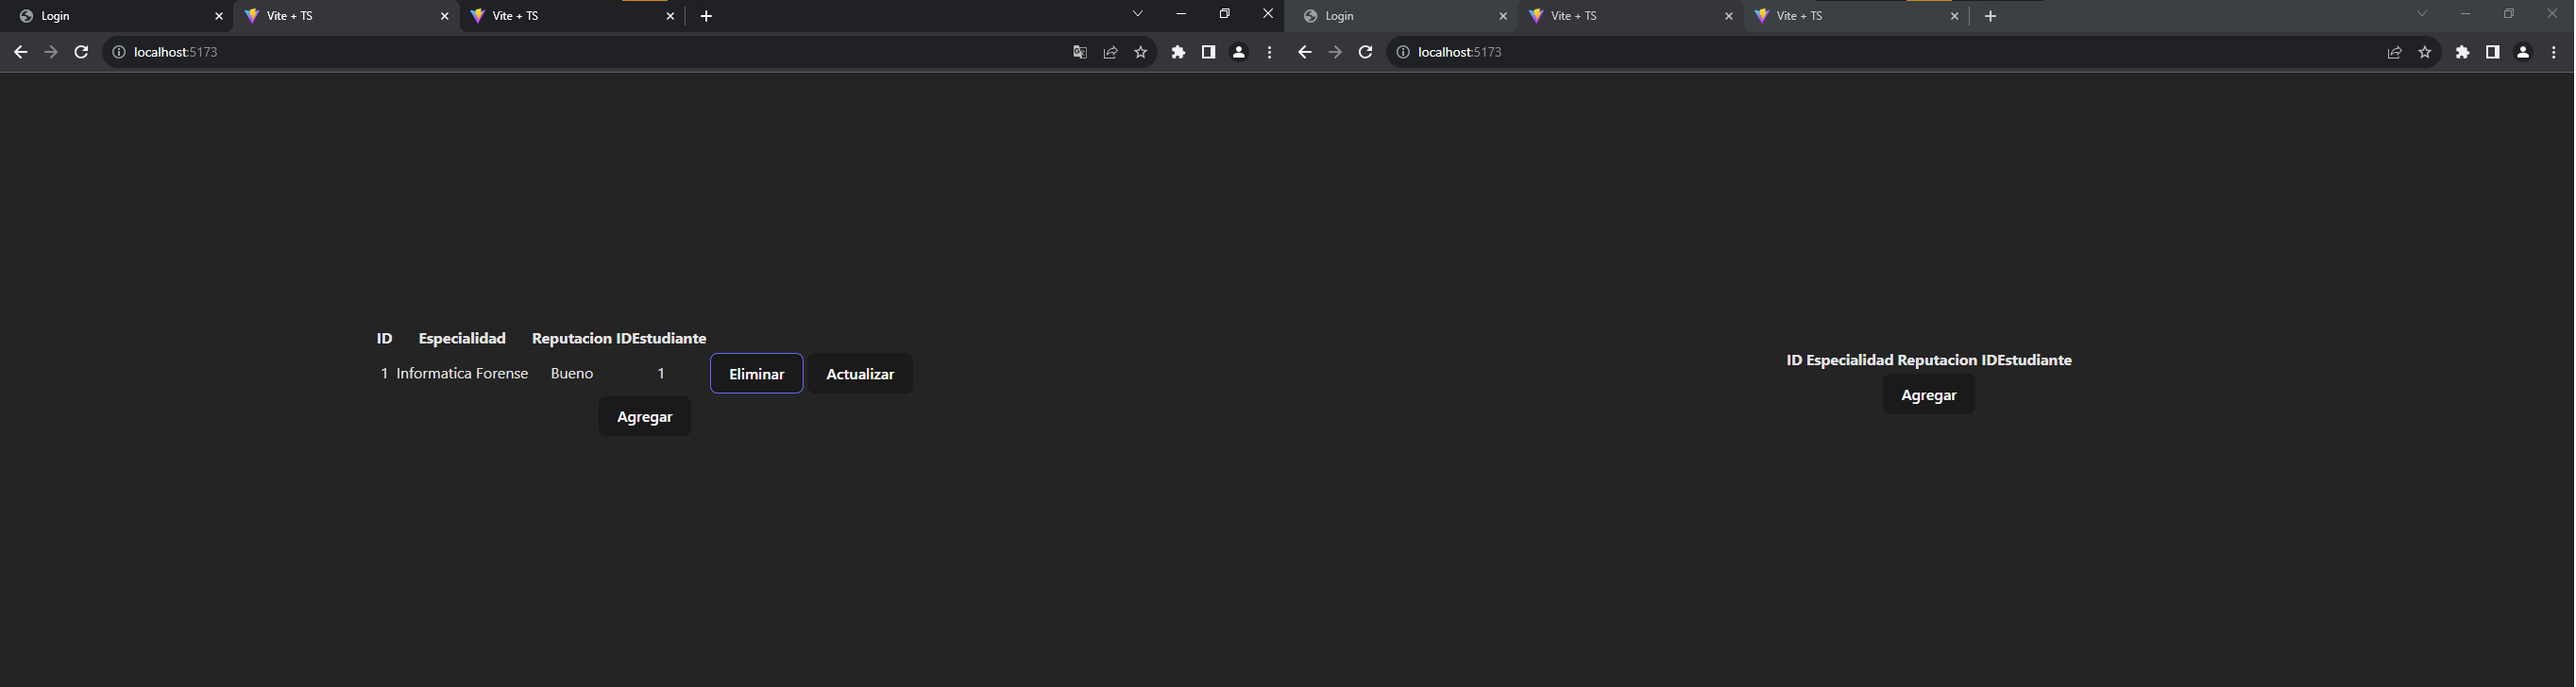 Login
Vite + TS
Vite + TS
localhost:5173
ID Especialidad Reputacion IDEstudiante
1 Informatica Forense Bueno 1 Eliminar Actualizar
Agregar
Login
Vite + TS
Vite + TS
localhost:5173
ID Especialidad Reputacion IDEstudiante
Agregar